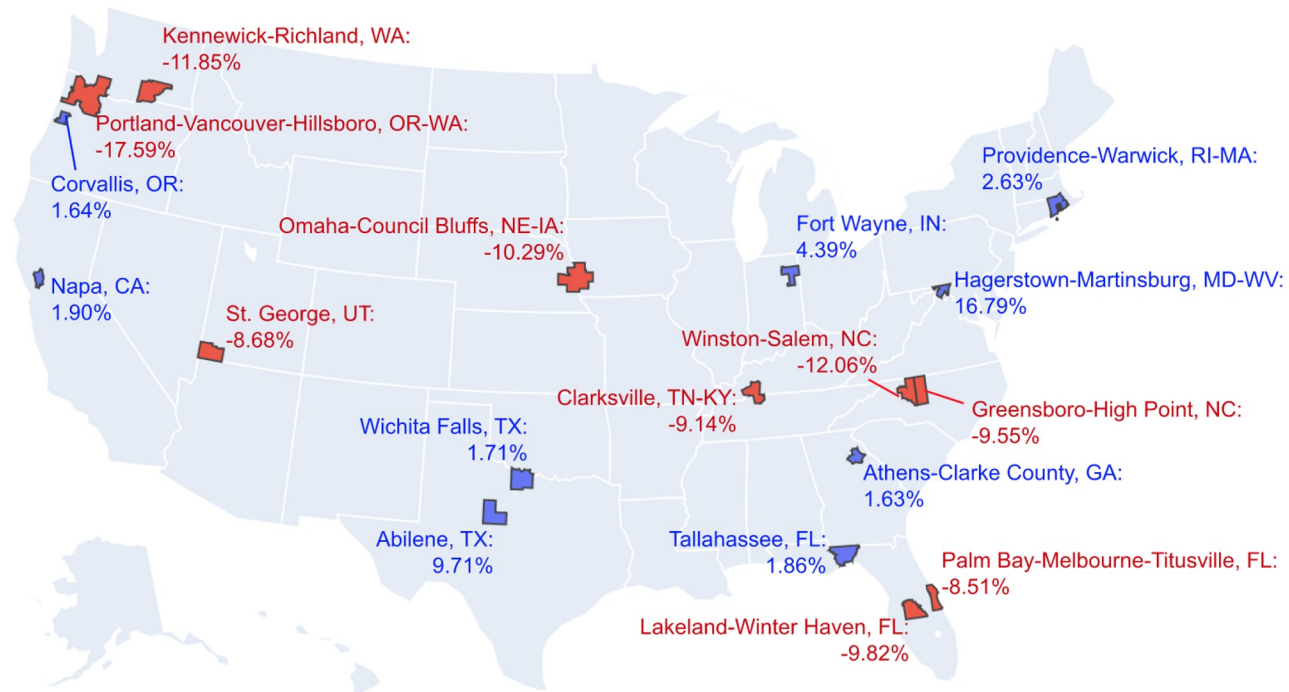 Kennewick-Richland, WA:
-11.85%
Portland-Vancouver-Hillsboro, OR-WA:
-17.59%
Corvallis, OR:
1.64%
Providence-Warwick, RI-MA:
2.63%
Omaha-Council Bluffs, NE-IA:
-10.29%
Fort Wayne, IN:
4.39%
Napa, CA:
1.90%
Hagerstown-Martinsburg, MD-WV:
16.79%
St. George, UT:
-8.68%
Winston-Salem, NC:
-12.06%
Clarksville, TN-KY:
-9.14%
Greensboro-High Point, NC:
-9.55%
Wichita Falls, TX:
1.71%
Athens-Clarke County, GA:
1.63%
Abilene, TX:
9.71%
Tallahassee, FL:
1.86%
Palm Bay-Melbourne-Titusville, FL:
-8.51%
Lakeland-Winter Haven, FL:
-9.82%